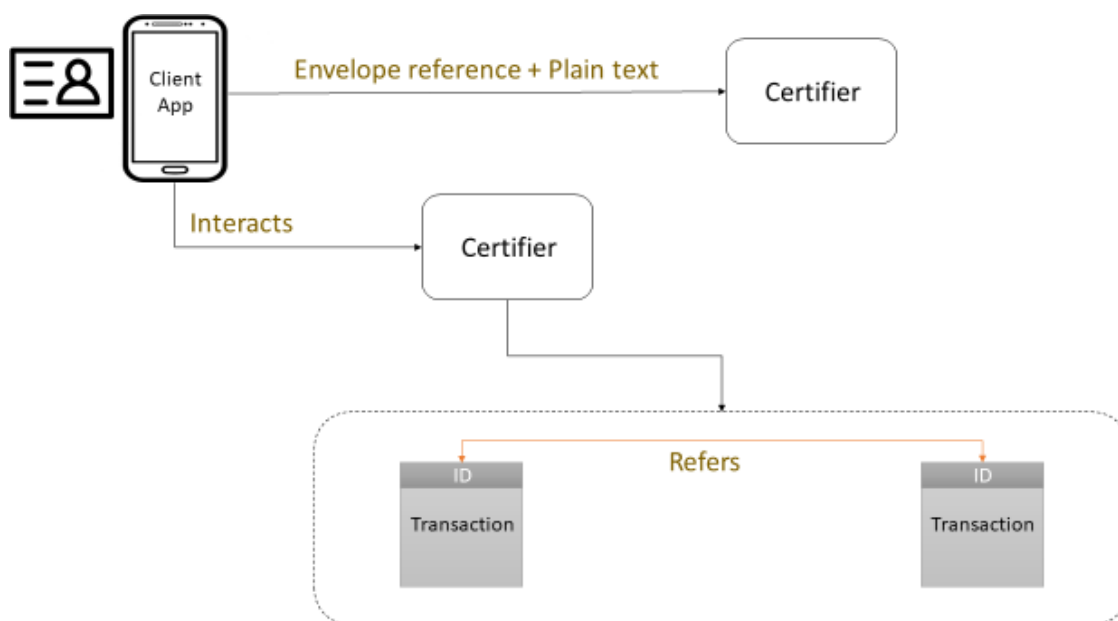 Client
App
Envelope reference + Plain text
Certifier
Interacts
Certifier
Refers
ID
ID
Transaction
Transaction